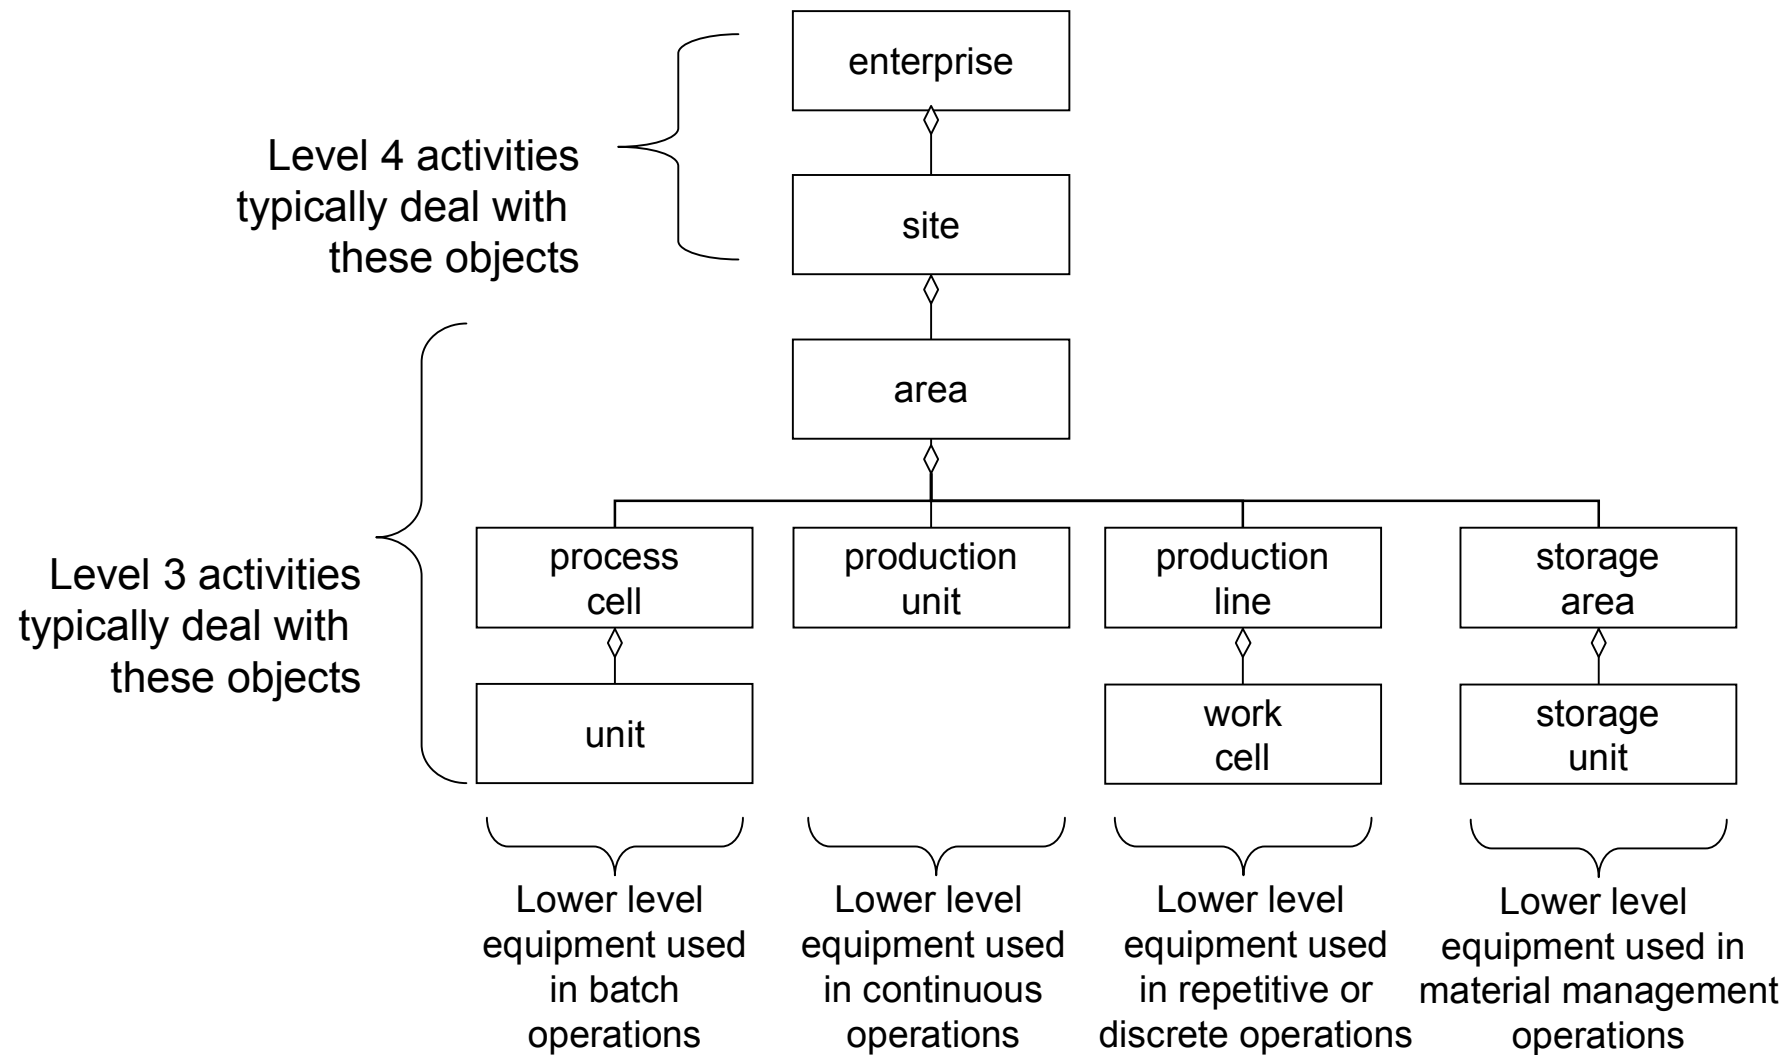 enterprise
Level 4 activities
typically deal with
these objects
site
area
Level 3 activities
typically deal with
these objects
process
cell
production
unit
production
line
storage
area
unit
work
cell
storage
unit
Lower level
equipment used
in batch
operations
Lower level
equipment used
in continuous
operations
Lower level
equipment used
in repetitive or
discrete operations
Lower level
equipment used in
material management
operations